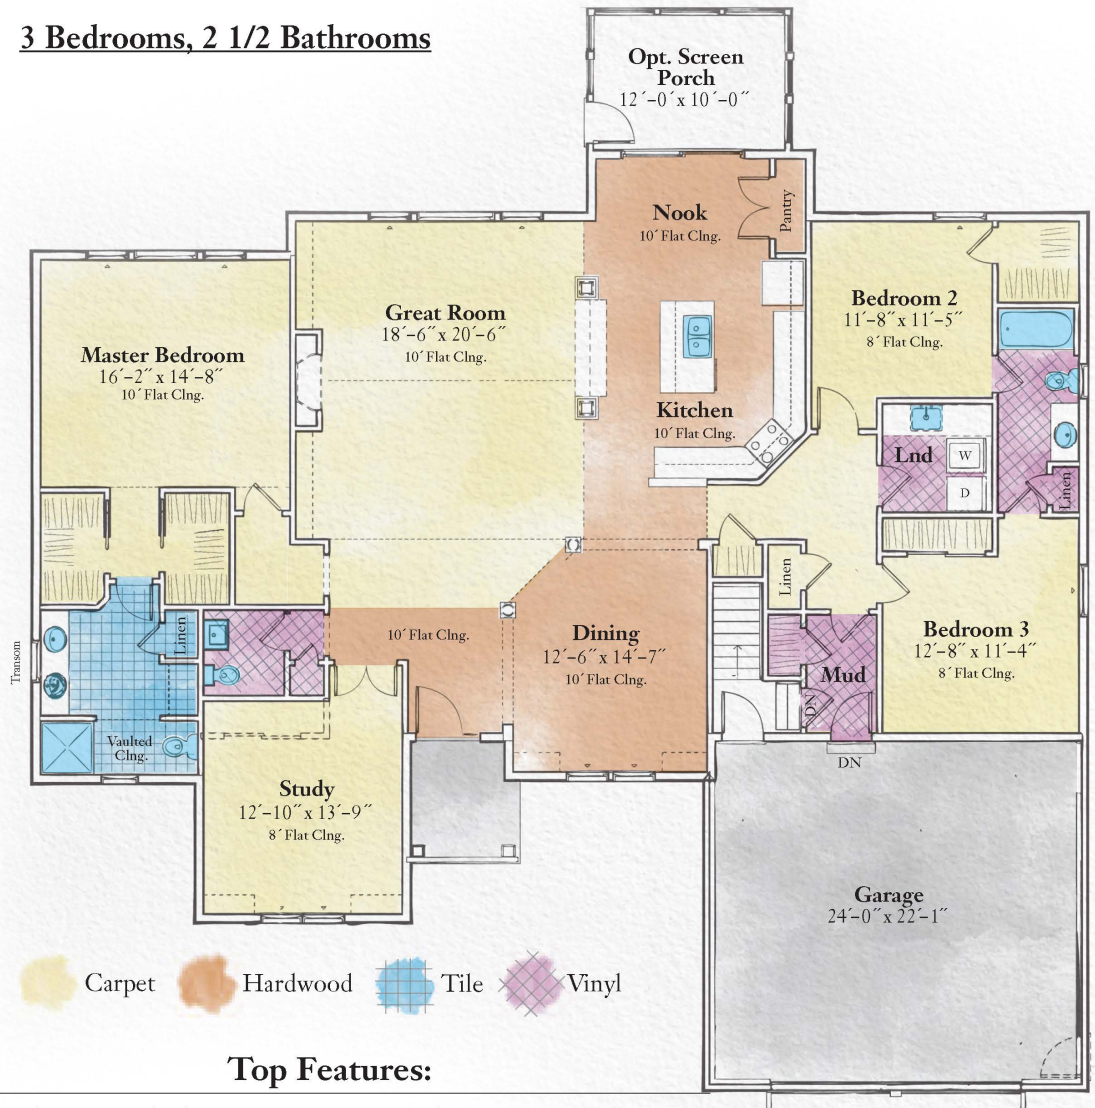 3 Bedrooms, 2 1/2 Bathrooms
Opt. Screen
Porch
12´-0´x 10´-0˝
Nook
10´ Flat Clng.
Pantry
Great Room
18´-6˝x 20´-6˝
10´ Flat Clng.
Master Bedroom
16´-2˝ x 14´-8˝
10´ Flat Clng.
Bedroom 2
11´-8˝ x 11´-5˝
8´ Flat Clng.
Kitchen
10´ Flat Clng.
Lnd
W
D
Linen
Linen
Linen
Transom
10´ Flat Clng.
Dining
12´-6˝x 14´-7˝
10´ Flat Clng.
Bedroom 3
12´-8˝x 11´-4˝
8´ Flat Clng.
Mud
DN
DN
Vaulted
Clng.
Study
12´-10˝x 13´-9˝
8´ Flat Clng.
Garage
24´-0˝x 22´-1˝
Carpet
Hardwood
Tile
Vinyl
Top Features: